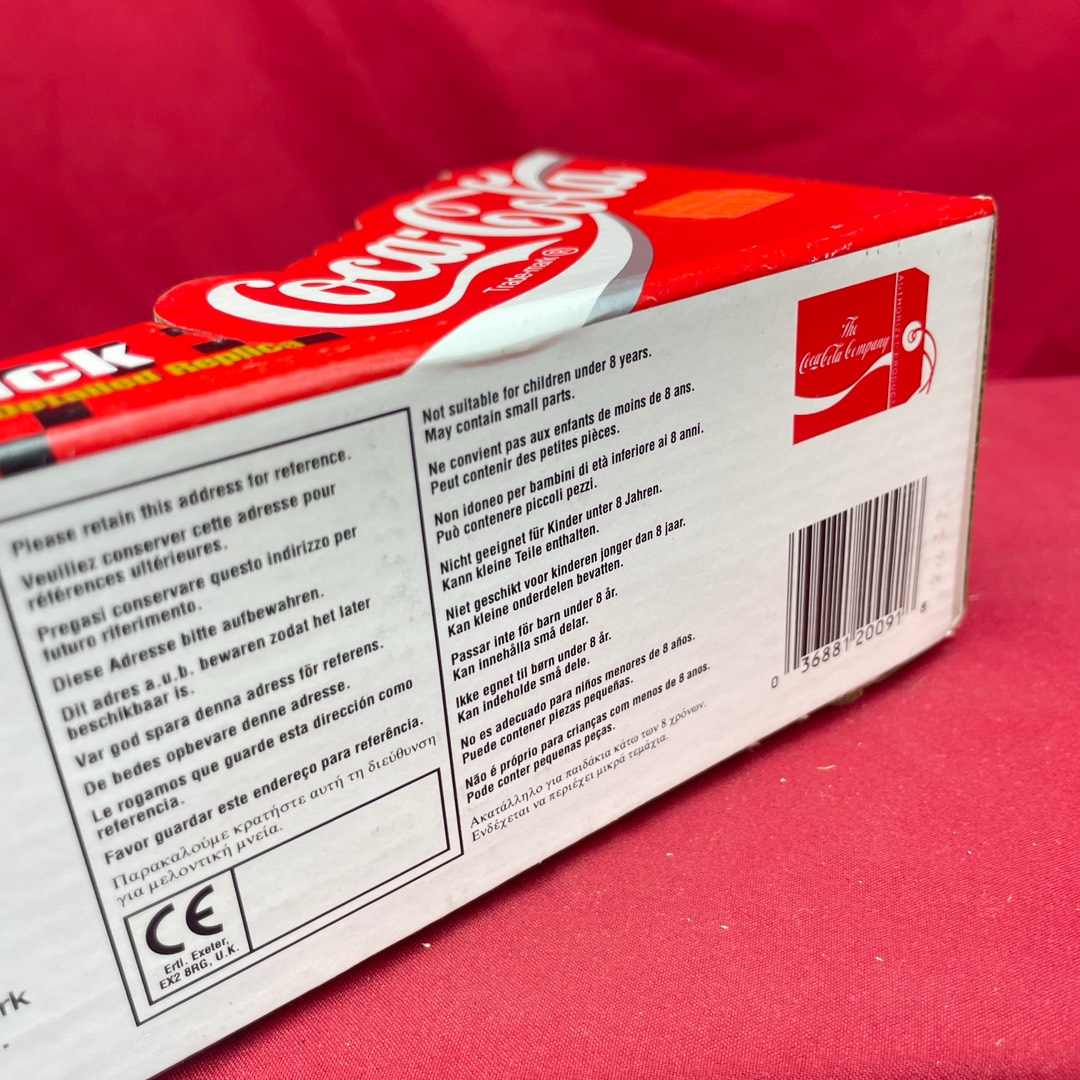 Coca-Cola
Trade-mark ®
ck
Detailed Replica
Please retain this address for reference.
Veuillez conserver cette adresse pour
références ultérieures.
Pregasi conservare questo indirizzo per
futuro riferimento.
Diese Adresse bitte aufbewahren.
Dit adres a.u.b. bewaren zodat het later
beschikbaar is.
Var god spara denna adress för referens.
De bedes opbevare denne adresse.
Le rogamos que guarde esta dirección como
referencia.
Favor guardar este endereço para referência.
Παρακαλούμε κρατήστε αυτή τη διεύθυνση
για μελοντική μνεία.
CE
Ertl. Exeter,
EX2 8RG, U.K.
Not suitable for children under 8 years.
May contain small parts.
Ne convient pas aux enfants de moins de 8 ans.
Peut contenir des petites pièces.
Non idoneo per bambini di età inferiore ai 8 anni.
Può contenere piccoli pezzi.
Nicht geeignet für Kinder unter 8 Jahren.
Kann kleine Teile enthalten.
Niet geschikt voor kinderen jonger dan 8 jaar.
Kan kleine onderdelen bevatten.
Passar inte för barn under 8 år.
Kan innehålla små delar.
Ikke egnet til børn under 8 år.
Kan indeholde små dele.
No es adecuado para niños menores de 8 años.
Puede contener piezas pequeñas.
Não é próprio para crianças com menos de 8 anos.
Pode conter pequenas peças.
Ακατάλληλο για παιδάκια κάτω των 8 χρόνων.
Ενδέχεται να περιέχει μικρά τεμάχια.
The
Coca-Cola Company
AUTHORIZED PRODUCT
0 36881 20091 8
rk